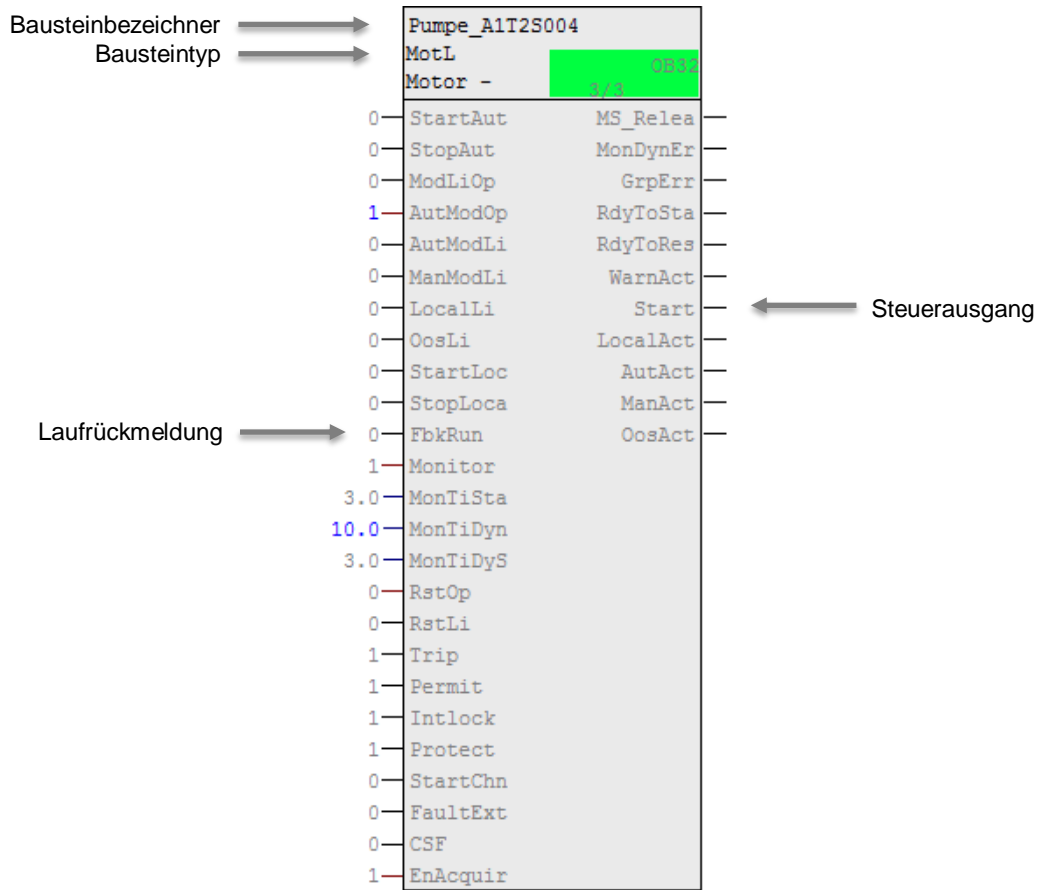 Bausteinbezeichner
Pumpe_A1T2S004
Bausteintyp
MotL
OB32
Motor -
3/3
0 StartAut MS_Relea
0 StopAut MonDynEr
0 ModLiOp GrpErr
1 AutModOp RdyToSta
0 AutModLi RdyToRes
0 ManModLi WarnAct
0 LocalLi Start Steuerausgang
0 OosLi LocalAct
0 StartLoc AutAct
0 StopLoca ManAct
Laufrückmeldung 0 FbkRun OosAct
1 Monitor
3.0 MonTiSta
10.0 MonTiDyn
3.0 MonTiDyS
0 RstOp
0 RstLi
1 Trip
1 Permit
1 Intlock
1 Protect
0 StartChn
0 FaultExt
0 CSF
1 EnAcquir